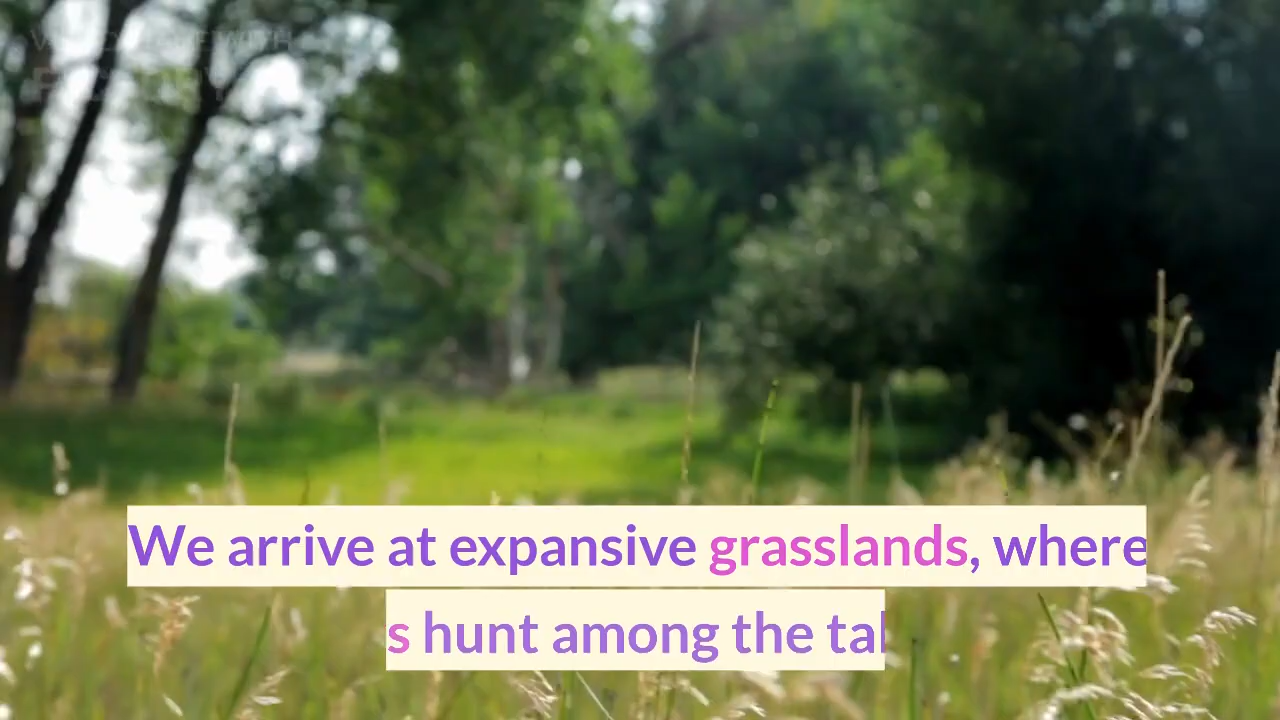 We arrive at expansive grasslands, where
s hunt among the tal